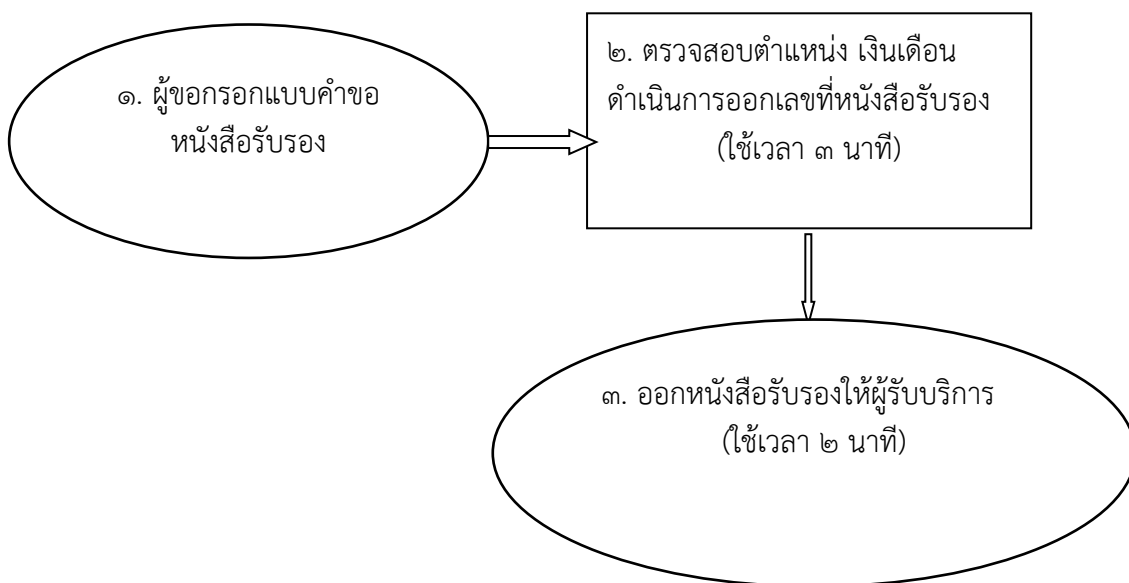 ๑. ผู้ขอกรอกแบบคำขอ
หนังสือรับรอง
๒. ตรวจสอบตำแหน่ง เงินเดือน
ดำเนินการออกเลขที่หนังสือรับรอง
(ใช้เวลา ๓ นาที)
๓. ออกหนังสือรับรองให้ผู้รับบริการ
(ใช้เวลา ๒ นาที)